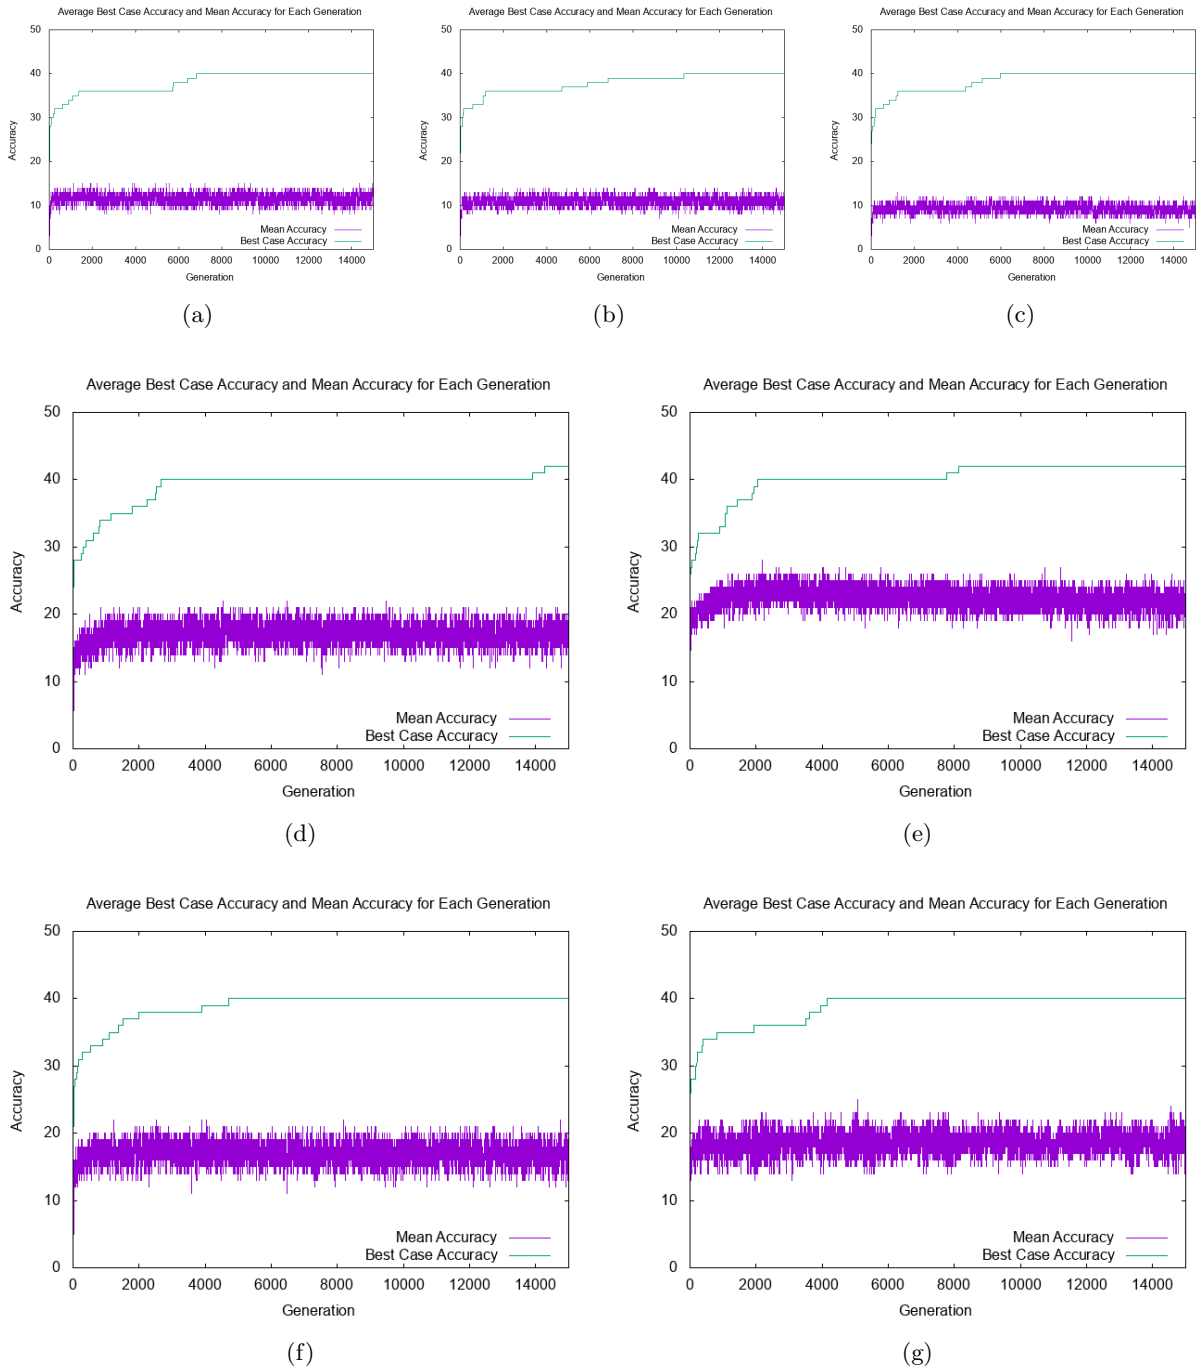 Average Best Case Accuracy and Mean Accuracy for Each Generation
50
40
30
20
10
0
Accuracy
Mean Accuracy
Best Case Accuracy
0 2000 4000 6000 8000 10000 12000 14000
Generation
(a)
Average Best Case Accuracy and Mean Accuracy for Each Generation
50
40
30
20
10
0
Accuracy
Mean Accuracy
Best Case Accuracy
0 2000 4000 6000 8000 10000 12000 14000
Generation
(b)
Average Best Case Accuracy and Mean Accuracy for Each Generation
50
40
30
20
10
0
Accuracy
Mean Accuracy
Best Case Accuracy
0 2000 4000 6000 8000 10000 12000 14000
Generation
(c)
Average Best Case Accuracy and Mean Accuracy for Each Generation
50
40
30
20
10
0
Accuracy
Mean Accuracy
Best Case Accuracy
0 2000 4000 6000 8000 10000 12000 14000
Generation
(d)
Average Best Case Accuracy and Mean Accuracy for Each Generation
50
40
30
20
10
0
Accuracy
Mean Accuracy
Best Case Accuracy
0 2000 4000 6000 8000 10000 12000 14000
Generation
(e)
Average Best Case Accuracy and Mean Accuracy for Each Generation
50
40
30
20
10
0
Accuracy
Mean Accuracy
Best Case Accuracy
0 2000 4000 6000 8000 10000 12000 14000
Generation
(f)
Average Best Case Accuracy and Mean Accuracy for Each Generation
50
40
30
20
10
0
Accuracy
Mean Accuracy
Best Case Accuracy
0 2000 4000 6000 8000 10000 12000 14000
Generation
(g)